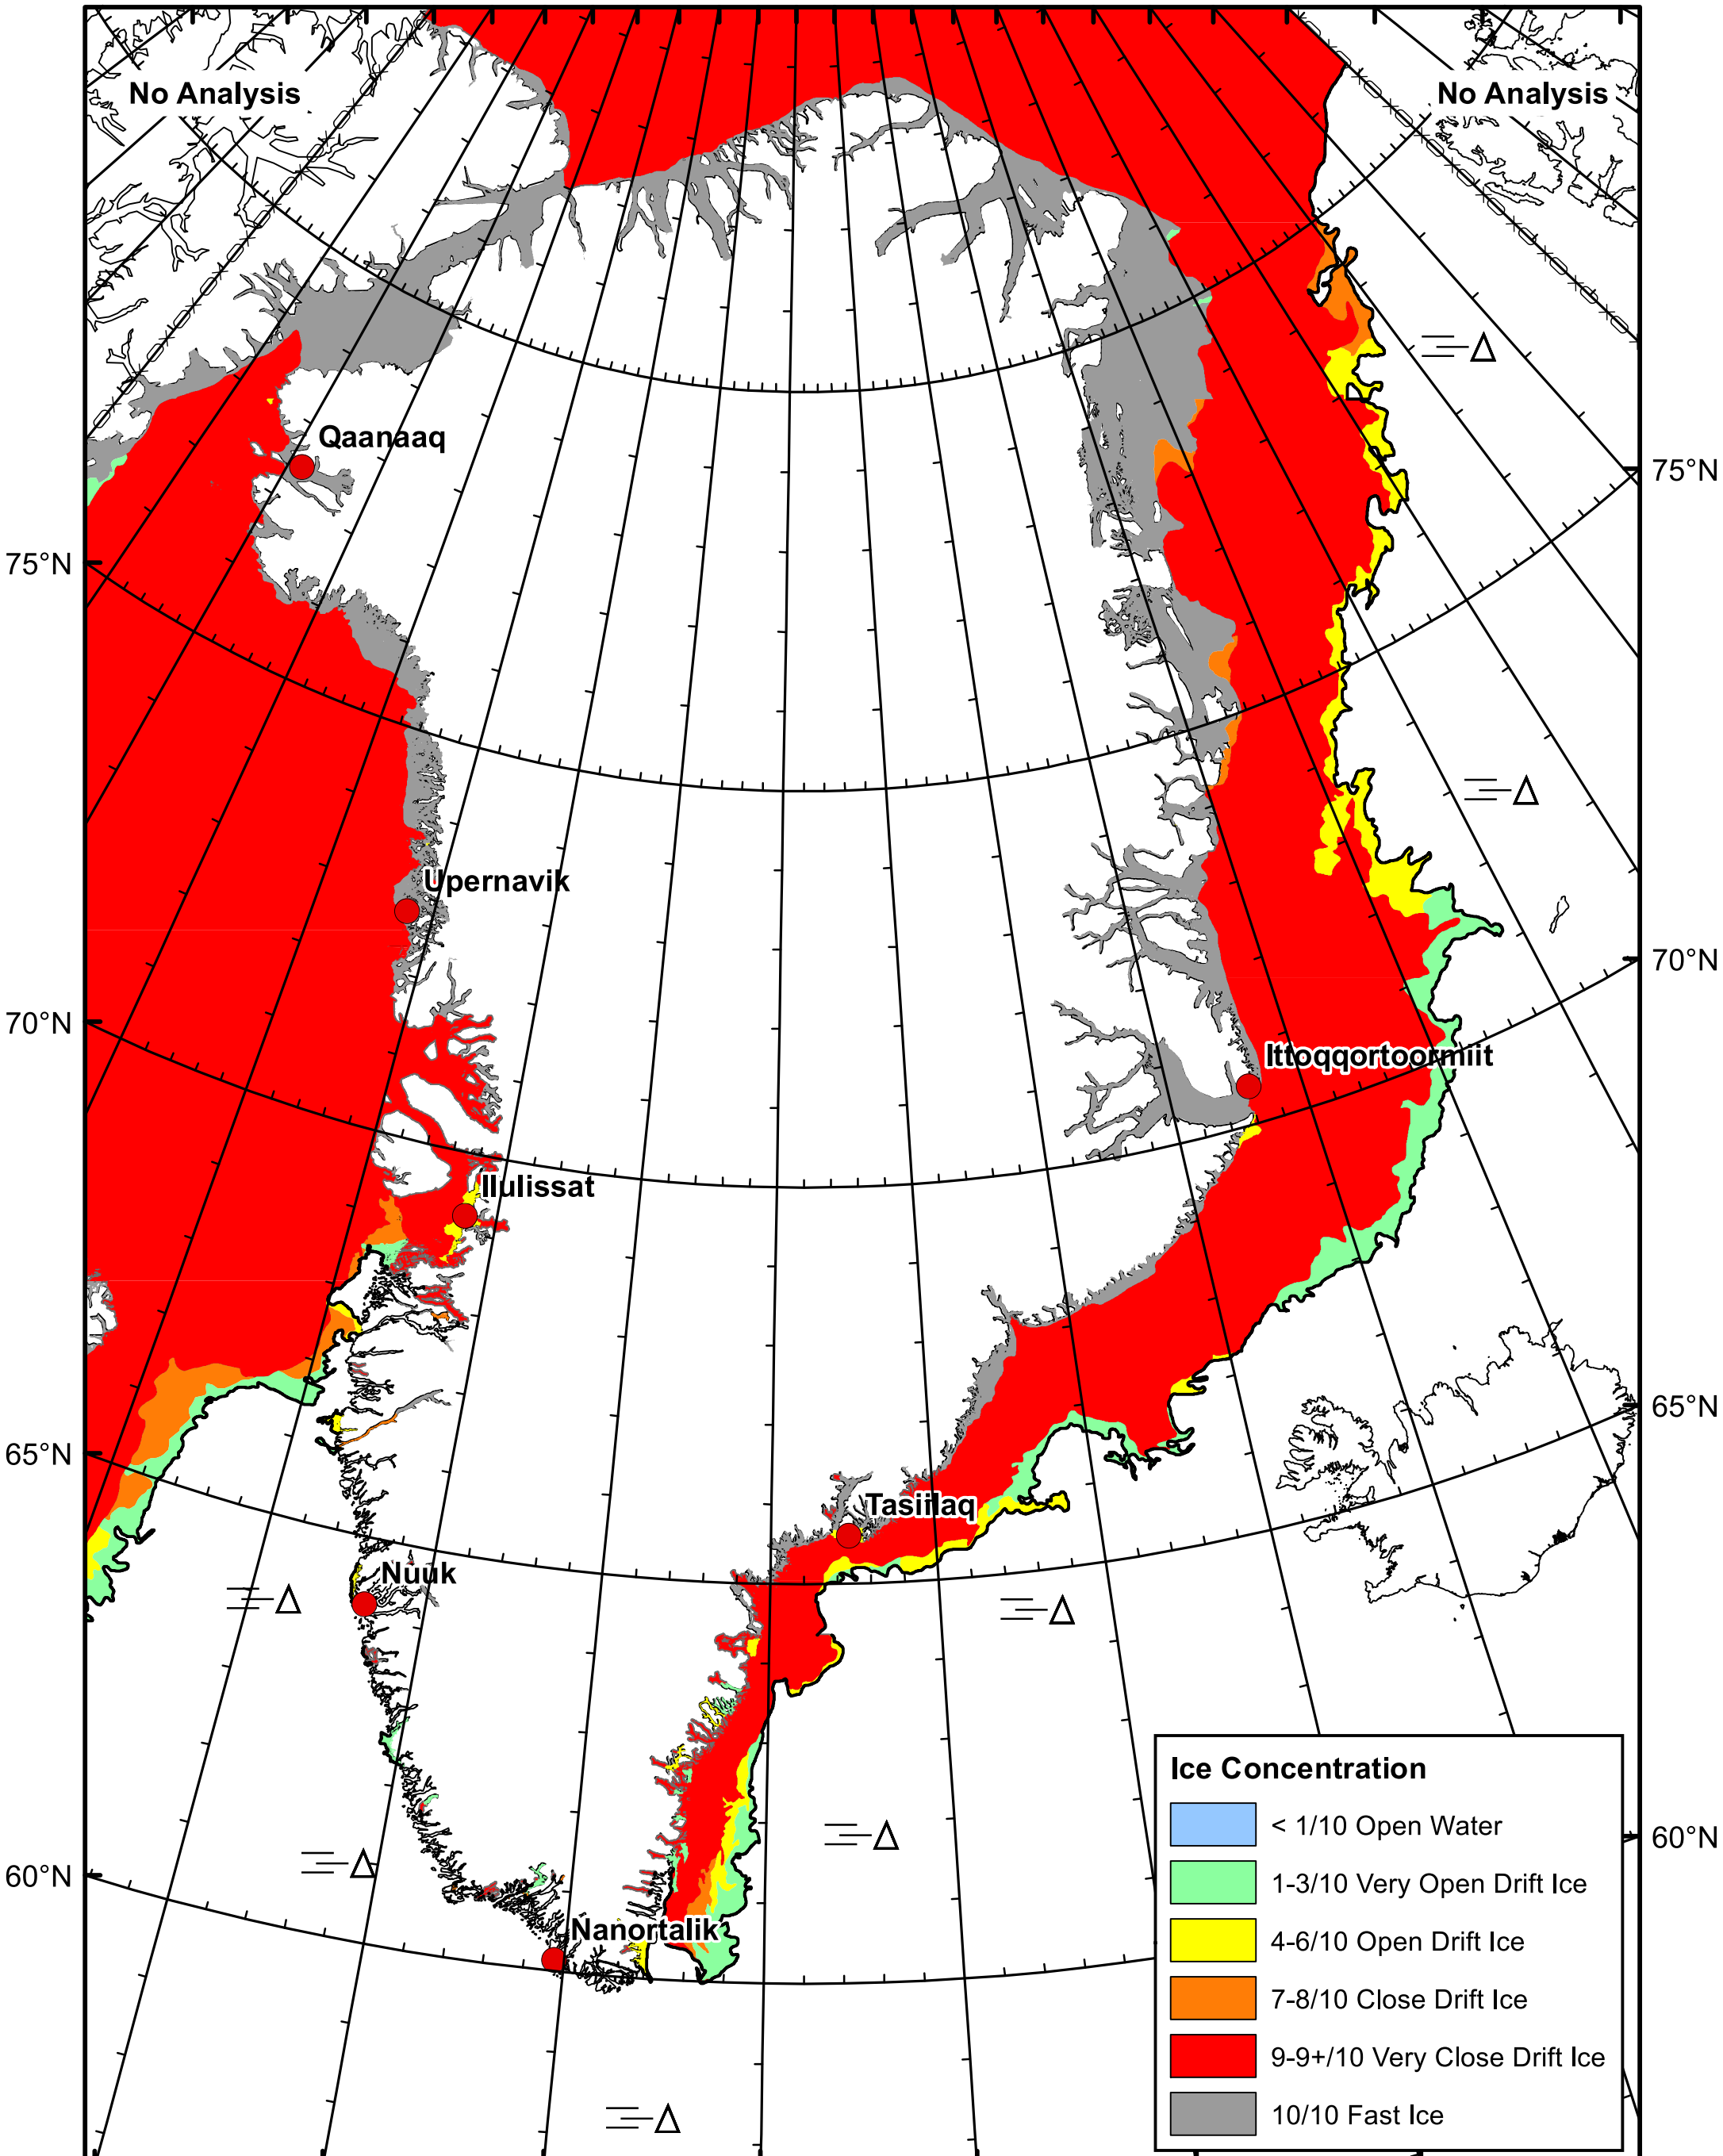 No Analysis
No Analysis
Qaanaaq
75°N
75°N
Upernavik
70°N
70°N
Ittoqqortoormiit
Ilulissat
65°N
65°N
Tasiilaq
Nuuk
60°N
60°N
Nanortalik
Ice Concentration
< 1/10 Open Water
1-3/10 Very Open Drift Ice
4-6/10 Open Drift Ice
7-8/10 Close Drift Ice
9-9+/10 Very Close Drift Ice
10/10 Fast Ice